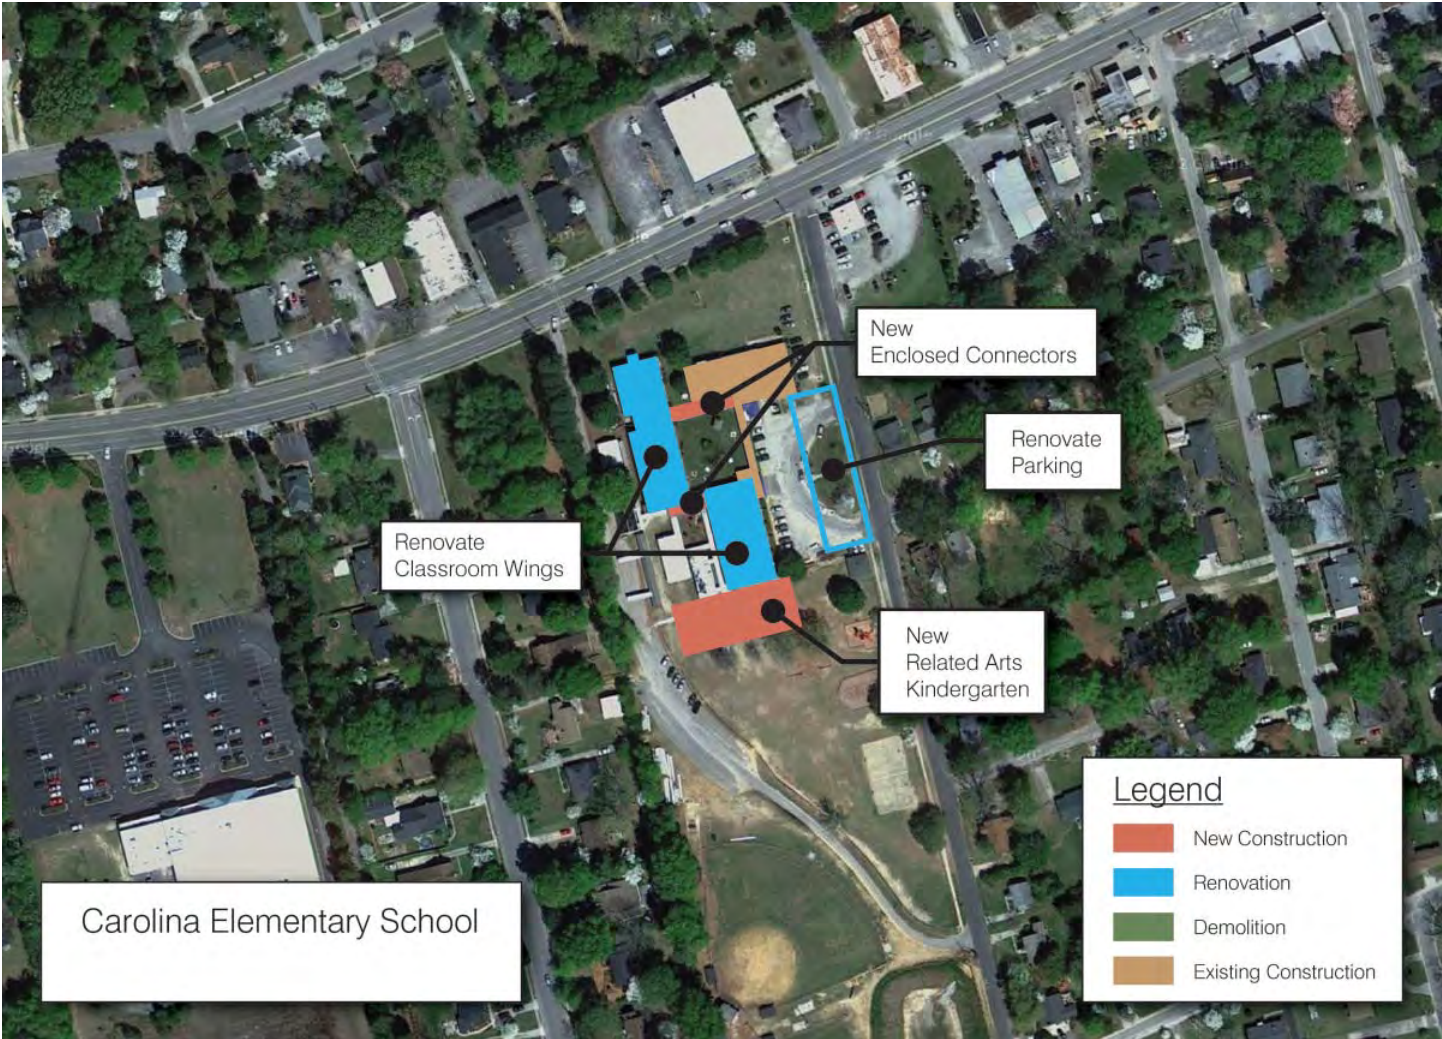 New
Enclosed Connectors
Renovate
Parking
Renovate
Classroom Wings
New
Related Arts
Kindergarten
Legend
New Construction
Renovation
Demolition
Existing Construction
Carolina Elementary School